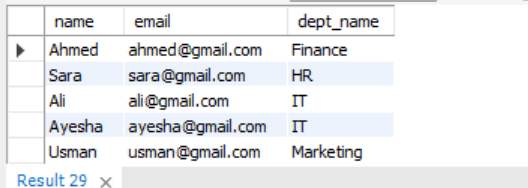 name email dept_name
Ahmed ahmed@gmail.com Finance
Sara sara@gmail.com HR
Ali ali@gmail.com IT
Ayesha ayesha@gmail.com IT
Usman usman@gmail.com Marketing
Result 29